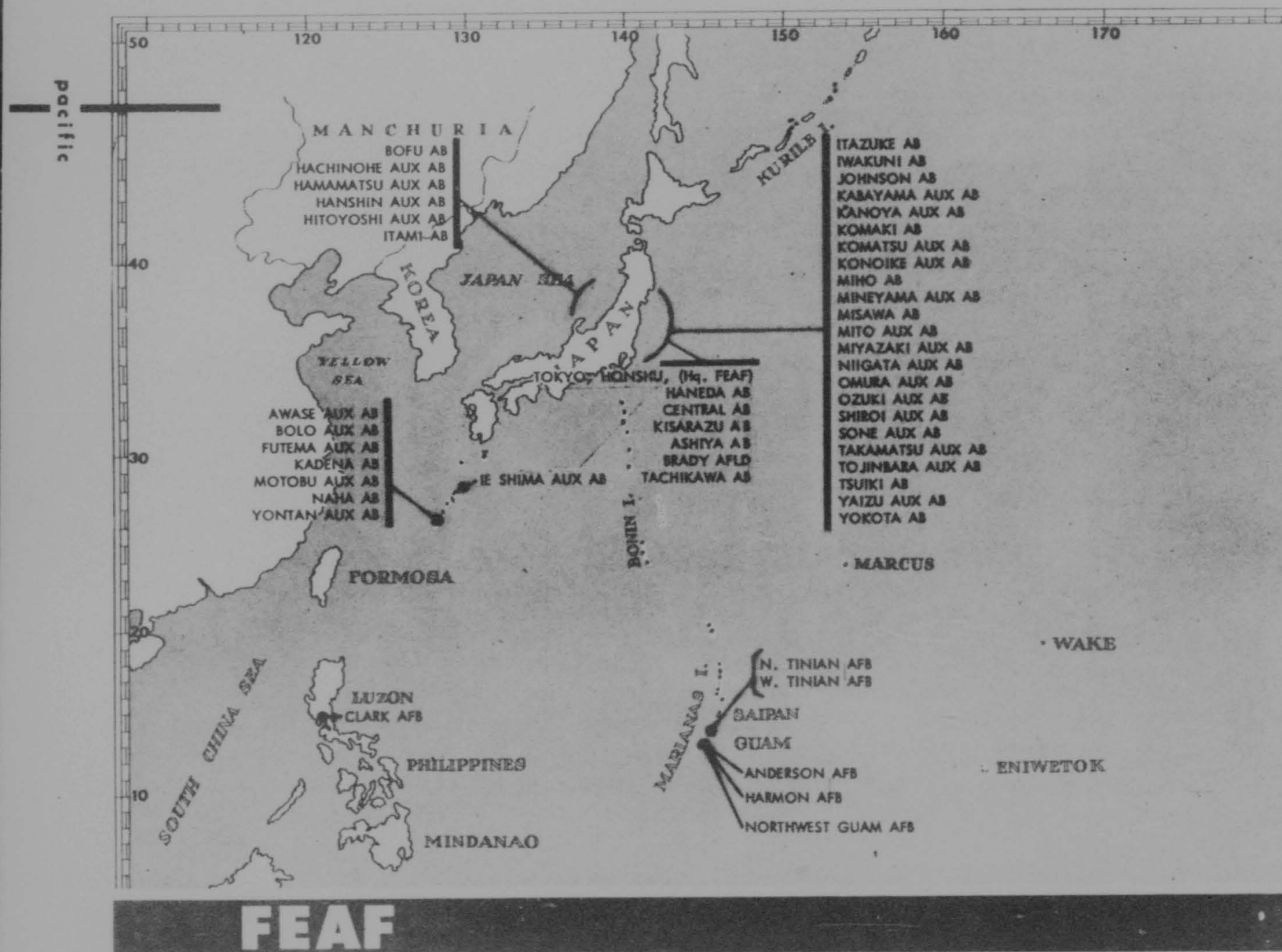 120 130 140 150 160 170
50
pacific
MANCHURIA
BOFU AB
HACHINOHE AUX AB
HAMAMATSU AUX AB
HANSHIN AUX AB
HITOYOSHI AUX AB
ITAMI AB
KURILE I.
ITAZUKE AB
IWAKUNI AB
JOHNSON AB
KABAYAMA AUX AB
KANOYA AUX AB
KOMAKI AB
KOMATSU AUX AB
KONOIKE AUX AB
MIHO AB
MINEYAMA AUX AB
MISAWA AB
MITO AUX AB
MIYAZAKI AUX AB
NIIGATA AUX AB
OMURA AUX AB
OZUKI AUX AB
SHIROI AUX AB
SONE AUX AB
TAKAMATSU AUX AB
TOJINBARA AUX AB
TSUIKI AB
YAIZU AUX AB
YOKOTA AB
40
KOREA
JAPAN SEA
JAPAN
YELLOW
SEA
TOKYO, HONSHU, (Hq. FEAF)
HANEDA AB
CENTRAL AB
KISARAZU AB
ASHIYA AB
BRADY AFLD
TACHIKAWA AB
AWASE AUX AB
BOLO AUX AB
FUTEMA AUX AB
KADENA AB
MOTOBU AUX AB
NAHA AB
YONTAN AUX AB
30
IE SHIMA AUX AB
BONIN I.
MARCUS
FORMOSA
20
WAKE
SOUTH CHINA SEA
LUZON
CLARK AFB
PHILIPPINES
MINDANAO
MARIANAS I.
N. TINIAN AFB
W. TINIAN AFB
SAIPAN
GUAM
ANDERSON AFB
HARMON AFB
NORTHWEST GUAM AFB
ENIWETOK
10
FEAF